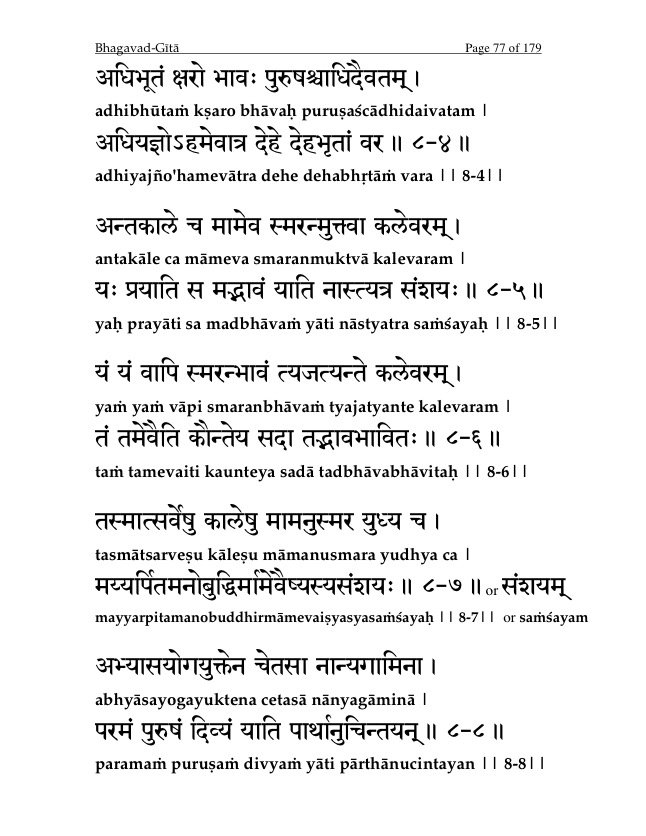 Bhagavad-Gītā Page 77 of 179
अधिभूतं क्षरो भावः पुरुषश्चाधिदैवतम् ।
adhibhūtaṁ kṣaro bhāvaḥ puruṣaścādhidaivatam |
अधियज्ञोऽहमेवात्र देहे देहभृतां वर ॥ ८-४॥
adhiyajño'hamevātra dehe dehabhṛtāṁ vara || 8-4||
अन्तकाले च मामेव स्मरन्मुक्त्वा कलेवरम् ।
antakāle ca māmeva smaranmuktvā kalevaram |
यः प्रयाति स मद्भावं याति नास्त्यत्र संशयः ॥ ८-५॥
yaḥ prayāti sa madbhāvaṁ yāti nāstyatra saṁśayaḥ || 8-5||
यं यं वापि स्मरन्भावं त्यजत्यन्ते कलेवरम् ।
yaṁ yaṁ vāpi smaranbhāvaṁ tyajatyante kalevaram |
तं तमेवैति कौन्तेय सदा तद्भावभावितः ॥ ८-६॥
taṁ tamevaiti kaunteya sadā tadbhāvabhāvitaḥ || 8-6||
तस्मात्सर्वेषु कालेषु मामनुस्मर युध्य च ।
tasmātsarveṣu kāleṣu māmanusmara yudhya ca |
मय्यर्पितमनोबुद्धिर्मामेवैष्यस्यसंशयः ॥ ८-७॥ or संशयम्
mayyarpitamanobuddhirmāmevaiṣyasyasaṁśayaḥ || 8-7|| or saṁśayam
अभ्यासयोगयुक्तेन चेतसा नान्यगामिना ।
abhyāsayogayuktena cetasā nānyagāminā |
परमं पुरुषं दिव्यं याति पार्थानुचिन्तयन् ॥ ८-८॥
paramaṁ puruṣaṁ divyaṁ yāti pārthānucintayan || 8-8||